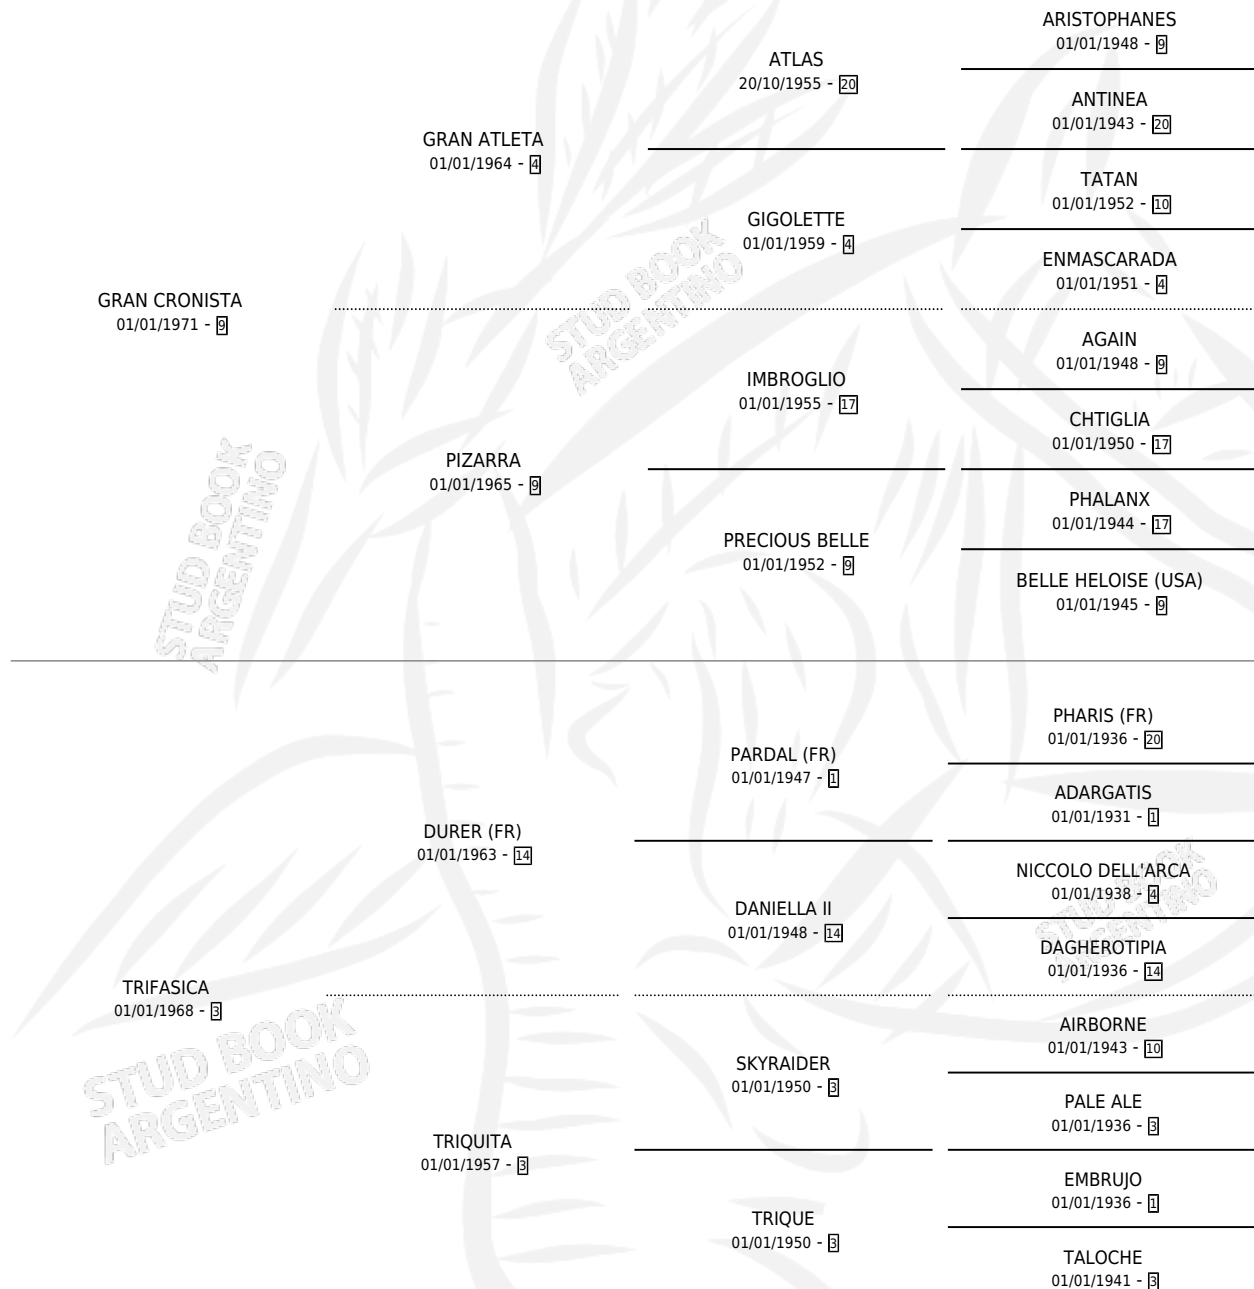 ARISTOPHANES
01/01/1948 - 9
ATLAS
20/10/1955 - 20
ANTINEA
01/01/1943 - 20
GRAN ATLETA
01/01/1964 - 4
TATAN
01/01/1952 - 10
GIGOLETTE
01/01/1959 - 4
ENMASCARADA
01/01/1951 - 4
GRAN CRONISTA
01/01/1971 - 9
AGAIN
01/01/1948 - 9
IMBROGLIO
01/01/1955 - 17
CHTIGLIA
01/01/1950 - 17
PIZARRA
01/01/1965 - 9
PHALANX
01/01/1944 - 17
PRECIOUS BELLE
01/01/1952 - 9
BELLE HELOISE (USA)
01/01/1945 - 9
PHARIS (FR)
01/01/1936 - 20
PARDAL (FR)
01/01/1947 - 1
ADARGATIS
01/01/1931 - 1
DURER (FR)
01/01/1963 - 14
NICCOLO DELL'ARCA
01/01/1938 - 4
DANIELLA II
01/01/1948 - 14
DAGHEROTIPIA
01/01/1936 - 14
TRIFASICA
01/01/1968 - 3
AIRBORNE
01/01/1943 - 10
SKYRAIDER
01/01/1950 - 3
PALE ALE
01/01/1936 - 3
TRIQUITA
01/01/1957 - 3
EMBRUJO
01/01/1936 - 1
TRIQUE
01/01/1950 - 3
TALOCHE
01/01/1941 - 3
STUD BOOK
ARGENTINO
STUD BOOK
ARGENTINO
STUD BOOK
ARGENTINO
STUD BOOK
ARGENTINO